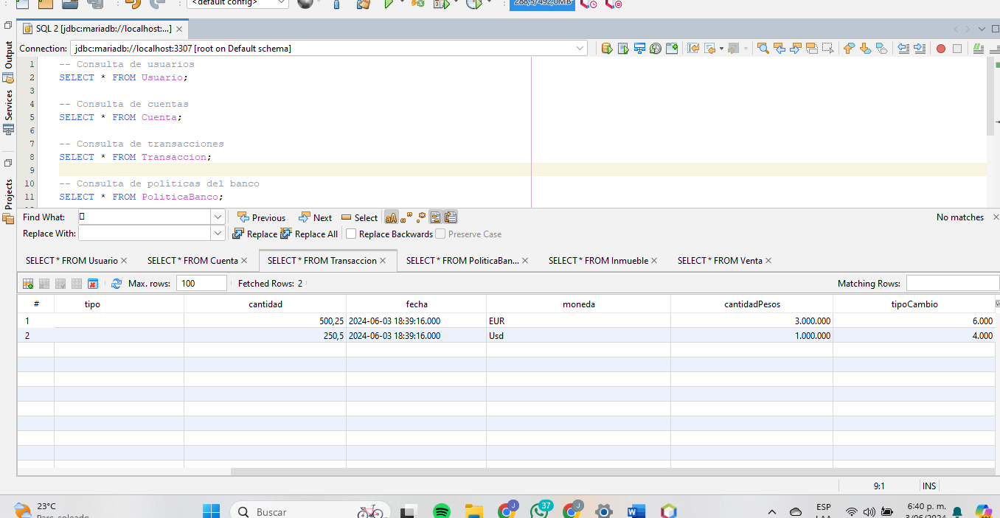 <default config>
288,5/492,0MB
SQL 2 [jdbc:mariadb://localhost:...]
Connection: jdbc:mariadb://localhost:3307 [root on Default schema]
Output
Services
Projects
1 -- Consulta de usuarios
2 SELECT * FROM Usuario;
3
4 -- Consulta de cuentas
5 SELECT * FROM Cuenta;
6
7 -- Consulta de transacciones
8 SELECT * FROM Transaccion;
9
10 -- Consulta de políticas del banco
11 SELECT * FROM PoliticaBanco;
Find What: Previous Next Select No matches
Replace With: Replace Replace All Replace Backwards Preserve Case
SELECT * FROM Usuario SELECT * FROM Cuenta SELECT * FROM Transaccion SELECT * FROM PoliticaBan... SELECT * FROM Inmueble SELECT * FROM Venta
Max. rows: 100 Fetched Rows: 2 Matching Rows:
# tipo cantidad fecha moneda cantidadPesos tipoCambio
1 500,25 2024-06-03 18:39:16.000 EUR 3.000.000 6.000
2 250,5 2024-06-03 18:39:16.000 Usd 1.000.000 4.000
9:1 INS
23°C
Parc. soleado
Buscar
J
37
J
ESP
LAA
6:40 p. m.
3/06/2024